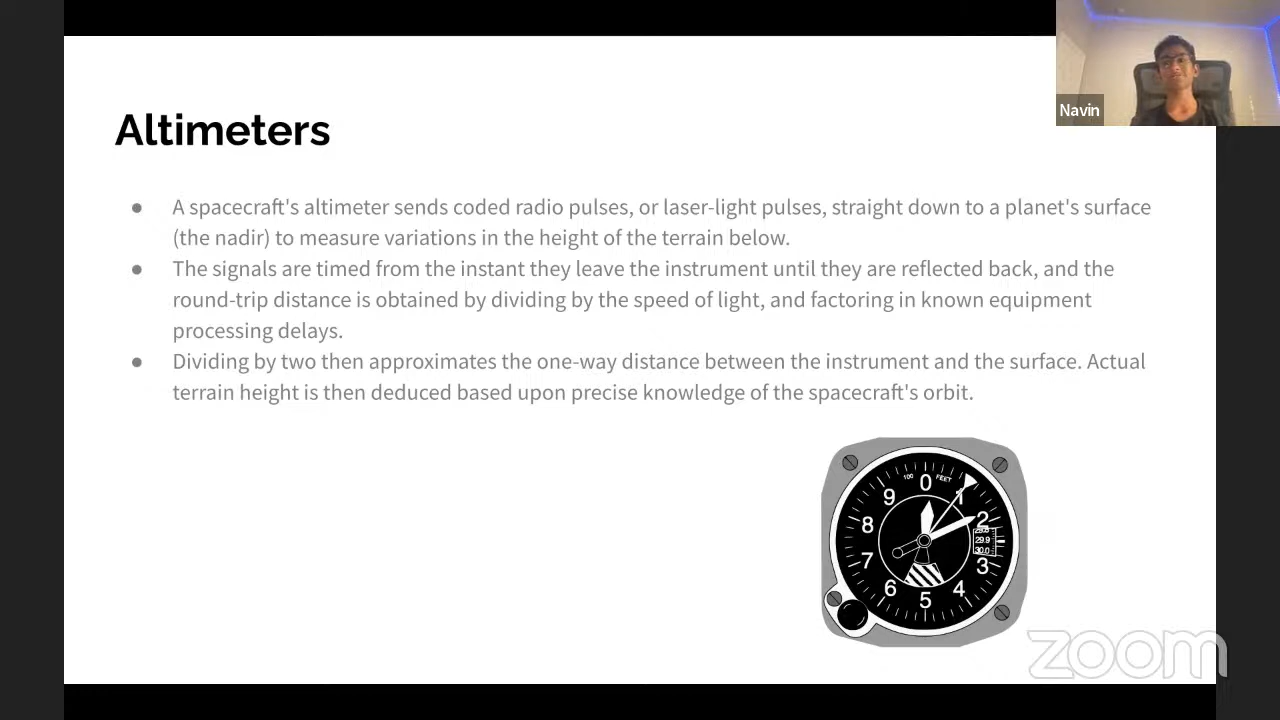 Navin
Altimeters
● A spacecraft's altimeter sends coded radio pulses, or laser-light pulses, straight down to a planet's surface
(the nadir) to measure variations in the height of the terrain below.
● The signals are timed from the instant they leave the instrument until they are reflected back, and the
round-trip distance is obtained by dividing by the speed of light, and factoring in known equipment
processing delays.
● Dividing by two then approximates the one-way distance between the instrument and the surface. Actual
terrain height is then deduced based upon precise knowledge of the spacecraft's orbit.
100 FEET
0
1
2
3
4
5
6
7
8
9
29.9
30.0
zoom